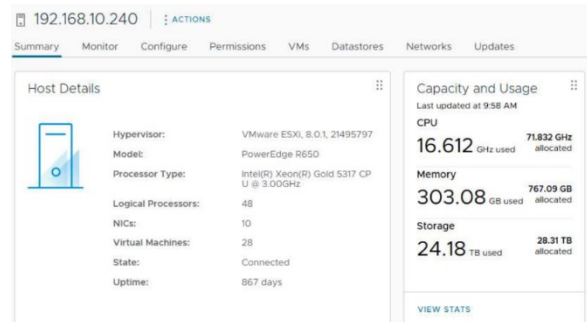 192.168.10.240
ACTIONS
Summary Monitor Configure Permissions VMs Datastores Networks Updates
Host Details
Hypervisor: VMware ESXi, 8.0.1, 21495797
Model: PowerEdge R650
Processor Type: Intel(R) Xeon(R) Gold 5317 CP
U @ 3.00GHz
Logical Processors: 48
NICs: 10
Virtual Machines: 28
State: Connected
Uptime: 867 days
Capacity and Usage
Last updated at 9:58 AM
CPU
16.612 GHz used 71.832 GHz
allocated
Memory
303.08 GB used 767.09 GB
allocated
Storage
24.18 TB used 28.31 TB
allocated
VIEW STATS